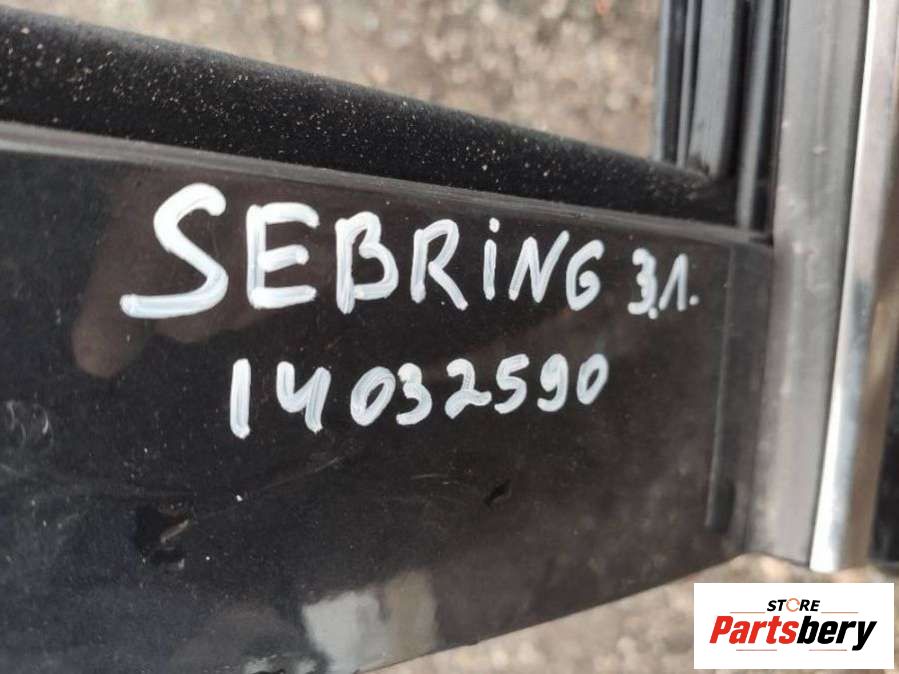 SEBRiNG 3.1.
14032590
STORE
Partsbery